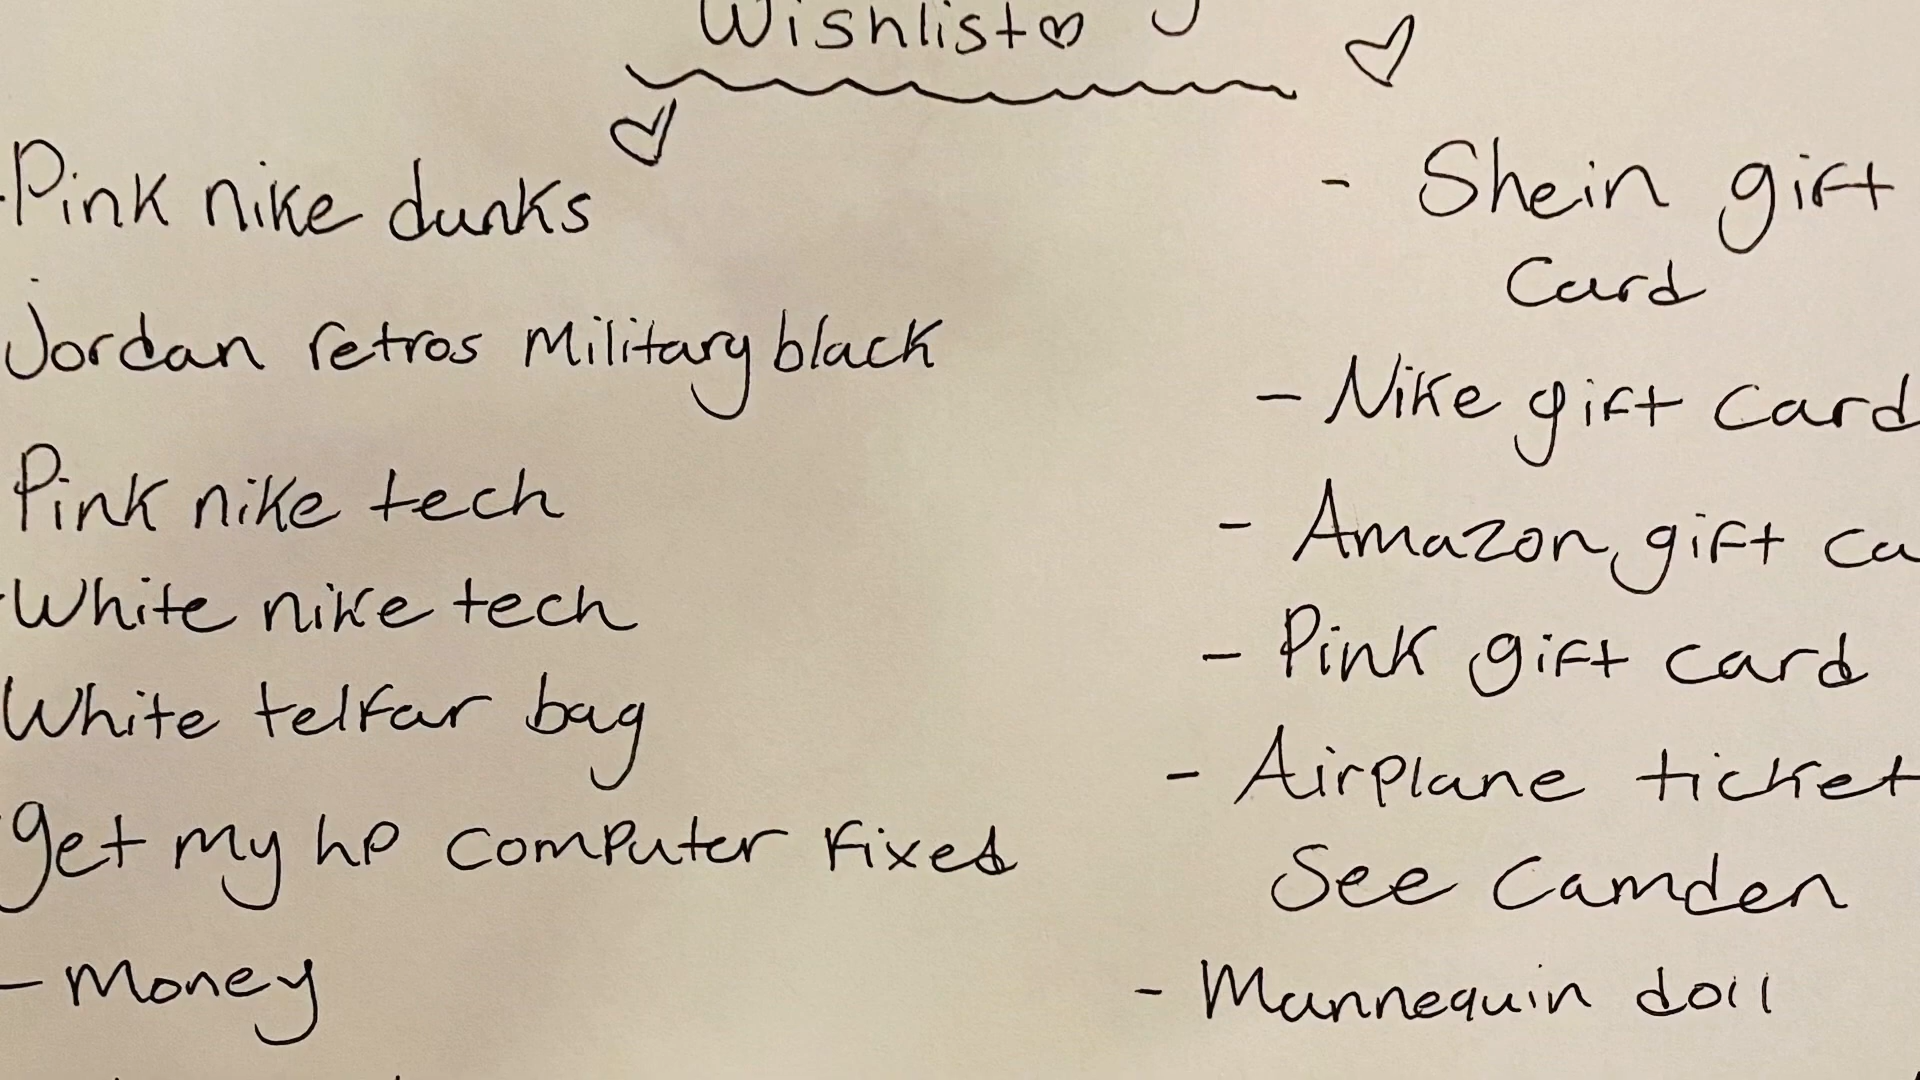 Wishlist
- Pink nike dunks
Jordan retros Military black
Pink nike tech
- White nike tech
White telfar bag
- get my hp computer fixed
- Money
- Shein gift
Card
- Nike gift card
- Amazon gift
- Pink gift card
- Airplane ticket
See Camden
- Mannequin doll